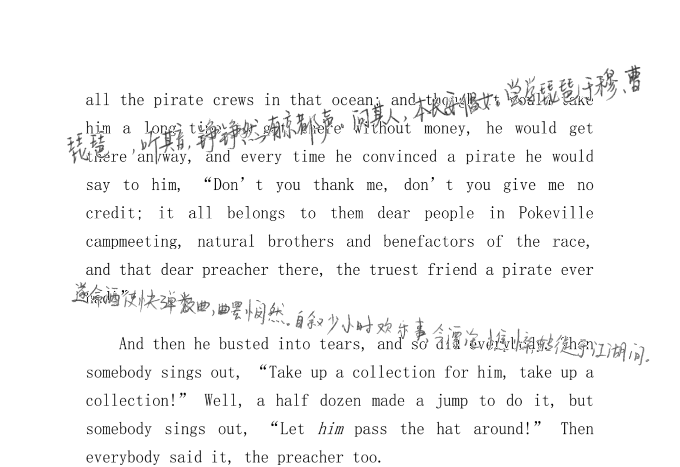 all the pirate crews in that ocean; and though it would take
琵琶，听其音，铮铮然有京都声。问其人，本长安倡女。尝学琵琶于穆、曹
him a long time to get there without money, he would get
there anyway, and every time he convinced a pirate he would
say to him, “Don’t you thank me, don’t you give me no
credit; it all belongs to them dear people in Pokeville
campmeeting, natural brothers and benefactors of the race,
and that dear preacher there, the truest friend a pirate ever
遂命酒使快弹数曲，曲罢悯然。自叙少小时欢乐事，今漂沦憔悴，转徙于江湖间。
And then he busted into tears, and so did everybody. Then
somebody sings out, “Take up a collection for him, take up a
collection!” Well, a half dozen made a jump to do it, but
somebody sings out, “Let him pass the hat around!” Then
everybody said it, the preacher too.